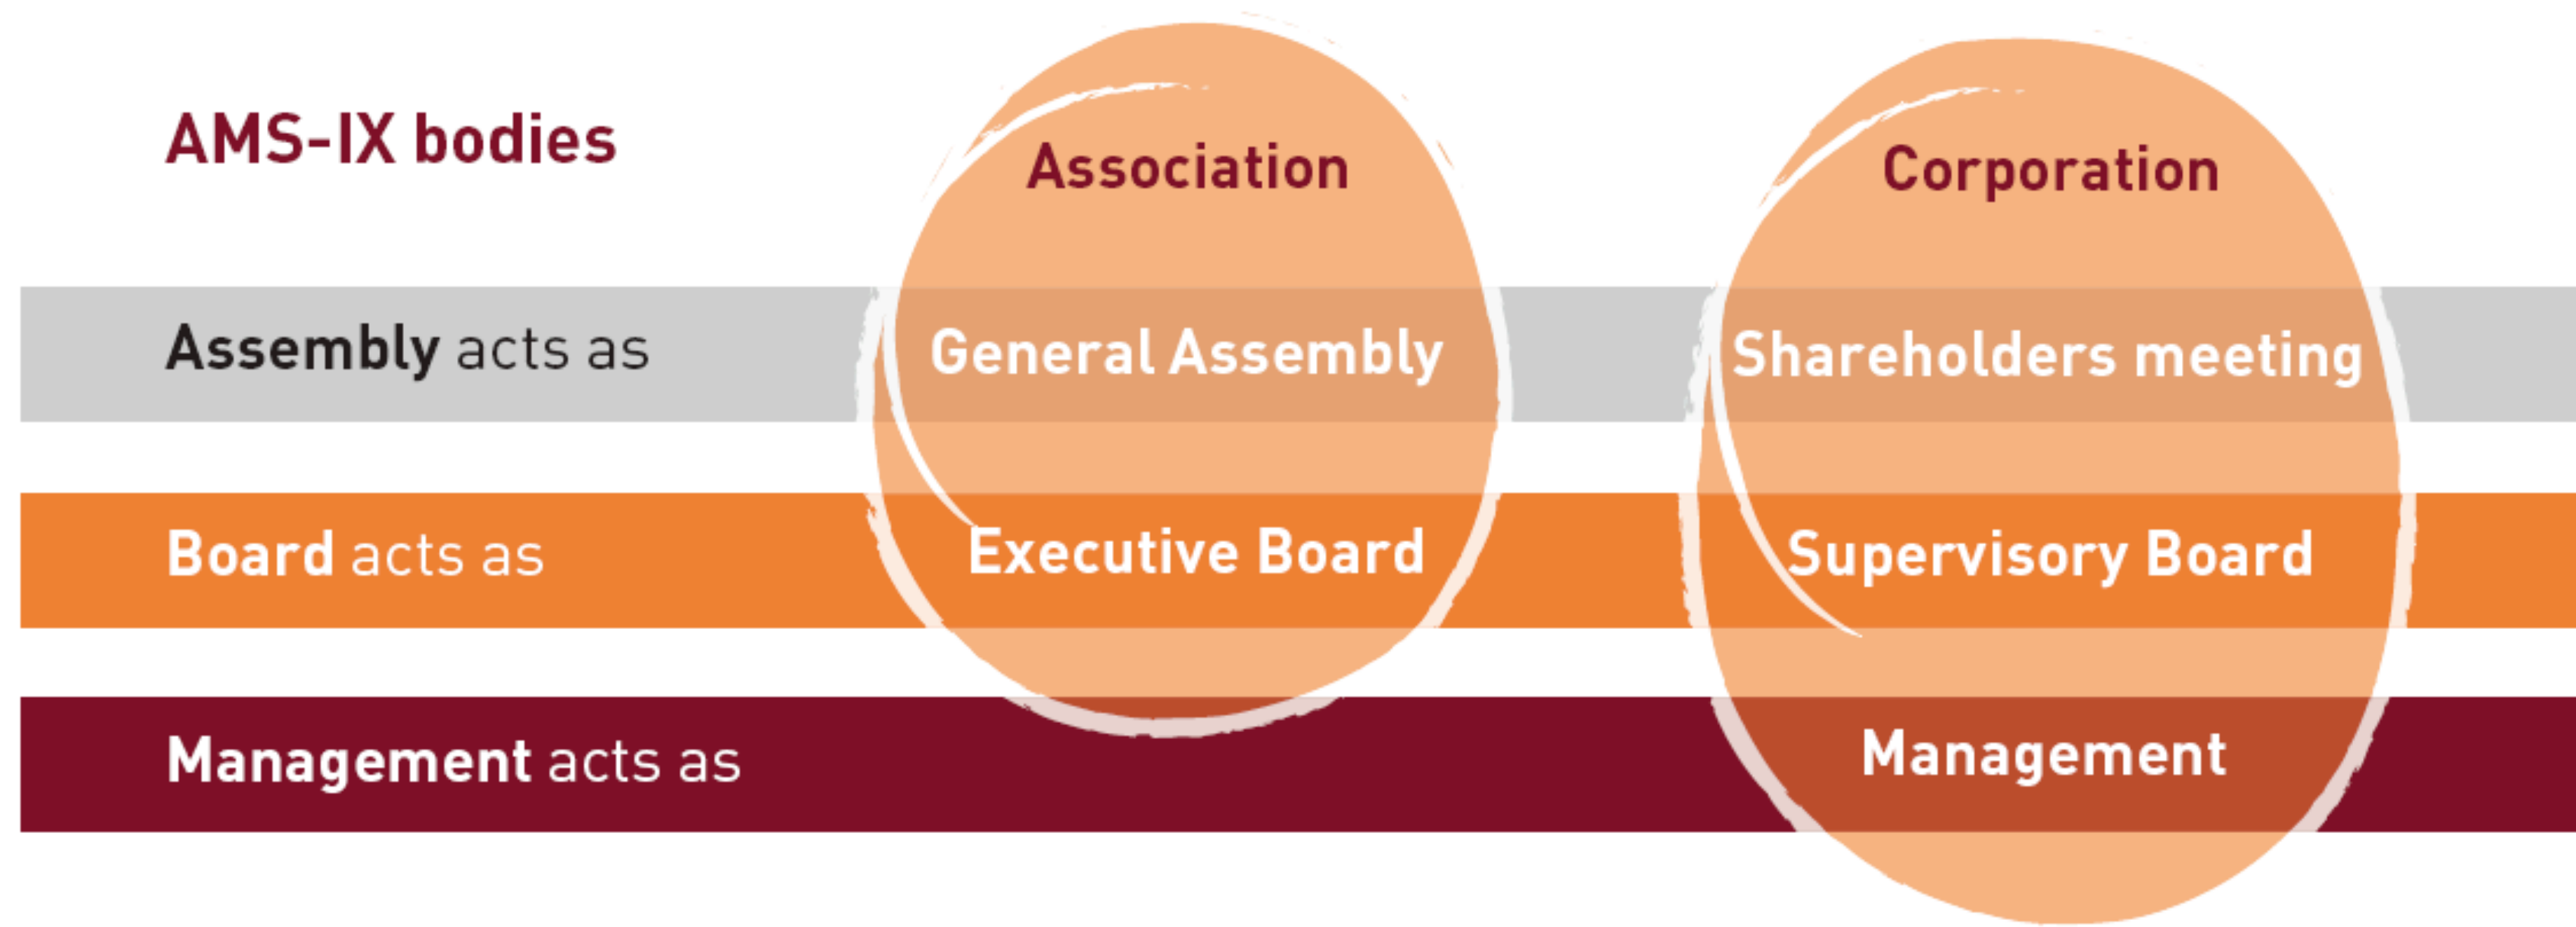 AMS-IX bodies Association Corporation
Assembly acts as General Assembly Shareholders meeting
Board acts as Executive Board Supervisory Board
Management acts as Management